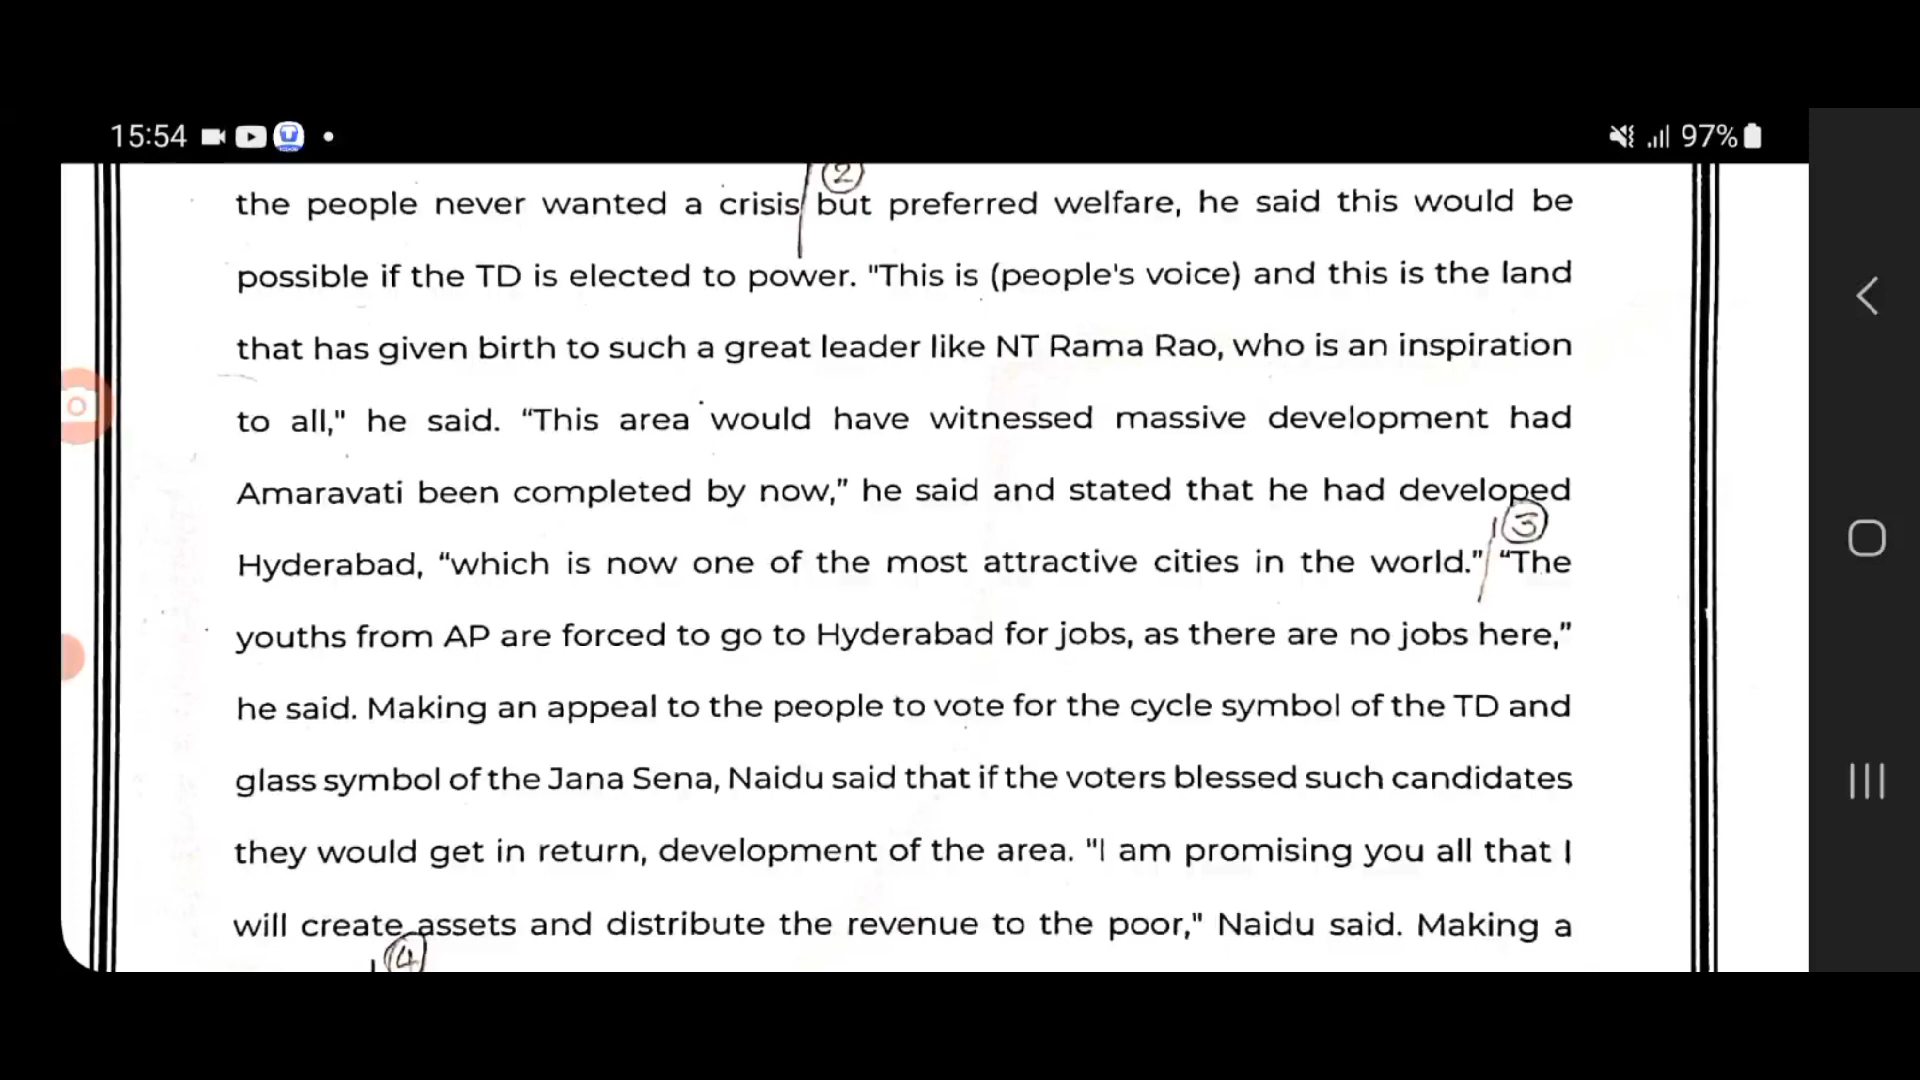 15:54
97%
②
the people never wanted a crisis/ but preferred welfare, he said this would be
possible if the TD is elected to power. "This is (people's voice) and this is the land
that has given birth to such a great leader like NT Rama Rao, who is an inspiration
to all," he said. “This area would have witnessed massive development had
Amaravati been completed by now,” he said and stated that he had developed
③
Hyderabad, “which is now one of the most attractive cities in the world.”/ “The
youths from AP are forced to go to Hyderabad for jobs, as there are no jobs here,”
he said. Making an appeal to the people to vote for the cycle symbol of the TD and
glass symbol of the Jana Sena, Naidu said that if the voters blessed such candidates
they would get in return, development of the area. "I am promising you all that I
will create assets and distribute the revenue to the poor," Naidu said. Making a
④